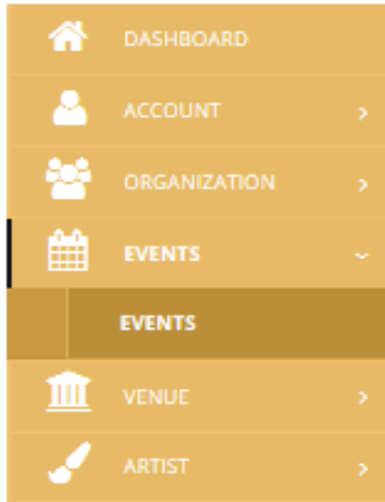 DASHBOARD
ACCOUNT
ORGANIZATION
EVENTS
EVENTS
VENUE
ARTIST